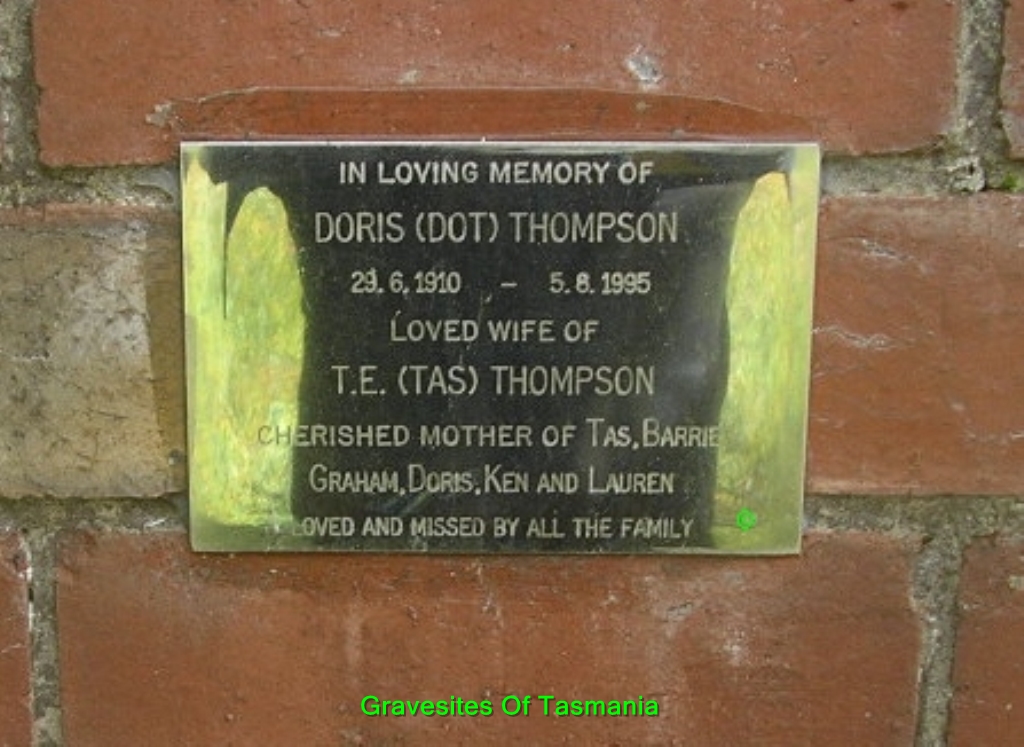 IN LOVING MEMORY OF
DORIS (DOT) THOMPSON
29.6.1910 – 5.8.1995
LOVED WIFE OF
T.E. (TAS) THOMPSON
CHERISHED MOTHER OF TAS, BARRIE
GRAHAM, DORIS, KEN AND LAUREN
LOVED AND MISSED BY ALL THE FAMILY
Gravesites Of Tasmania